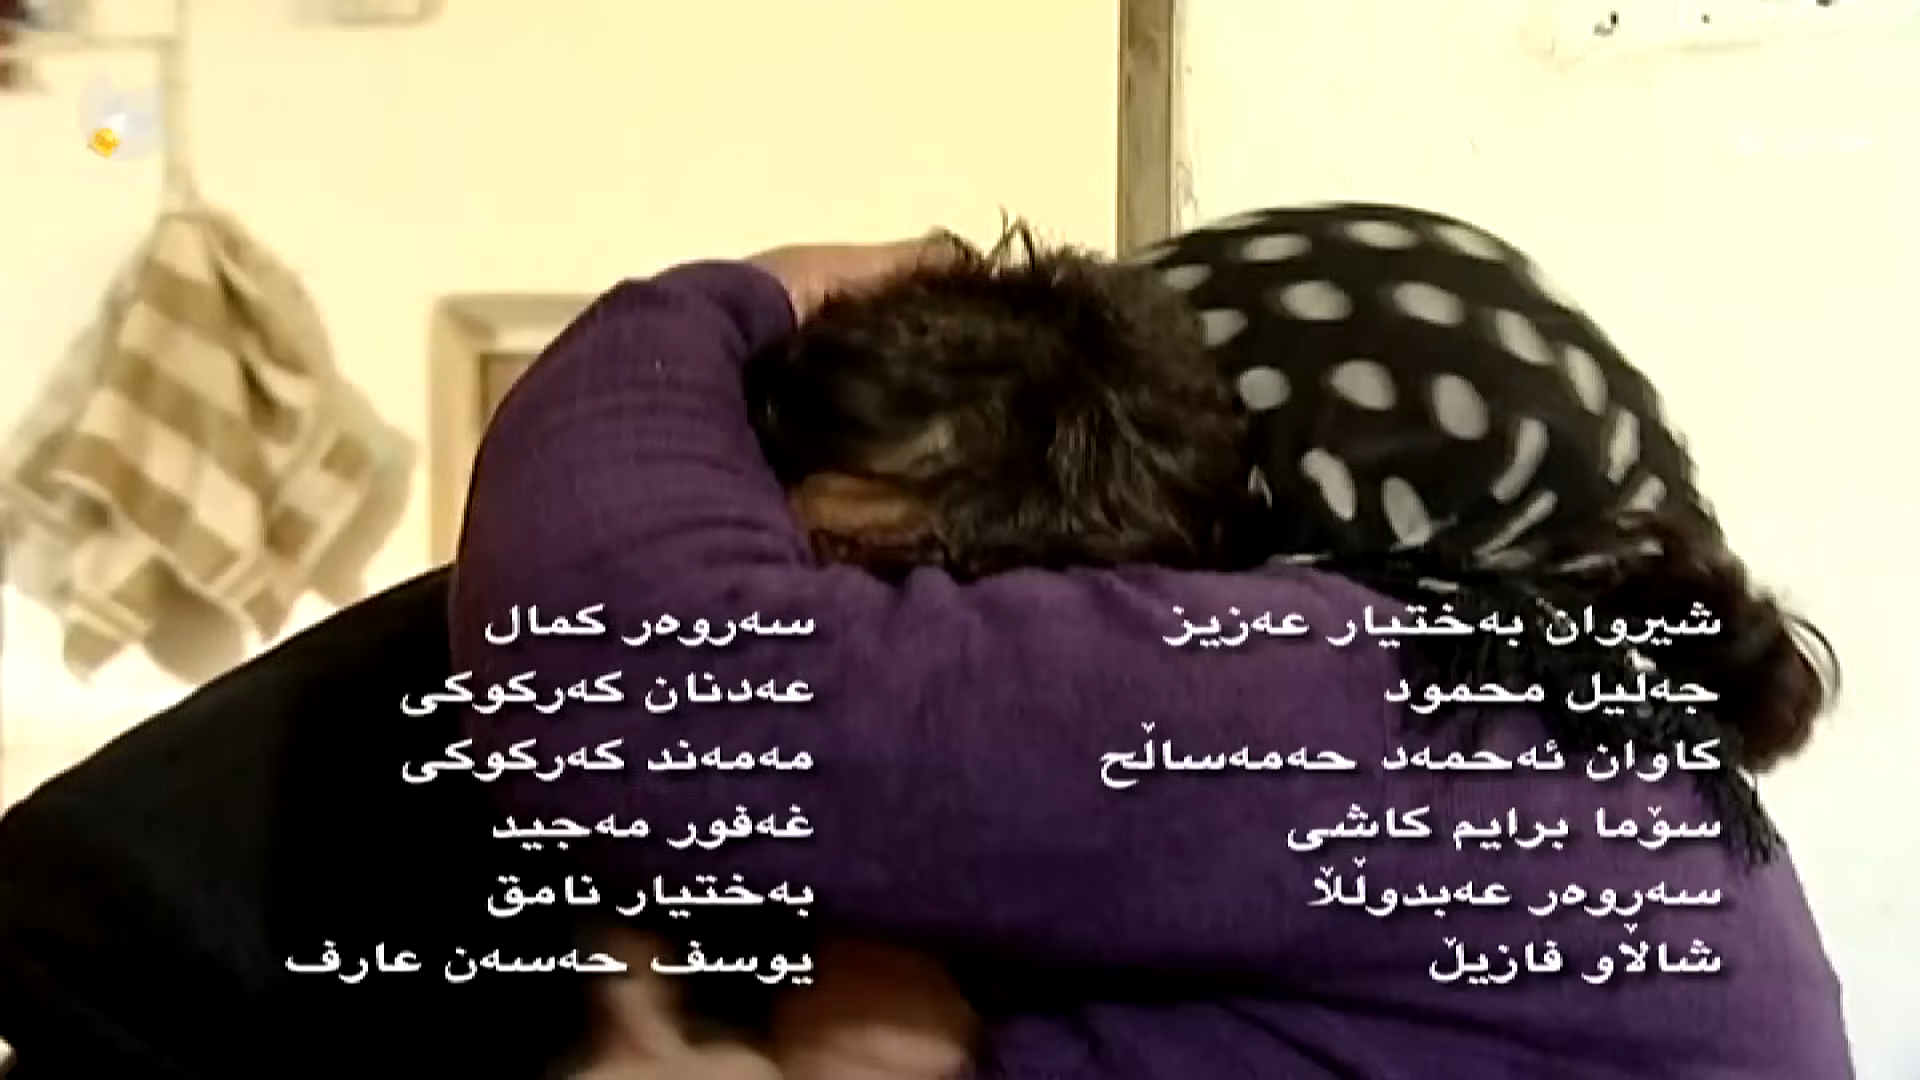 شیروان بەختیار عەزیز
جەلیل محمود
کاوان ئەحمەد حەمەساڵح
سۆما برایم کاشی
سەروەر عەبدوڵڵا
شاڵاو فازیڵ
سەروەر کمال
عەدنان کەرکوکی
مەمەند کەرکوکی
غەفور مەجید
بەختیار نامق
یوسف حەسەن عارف